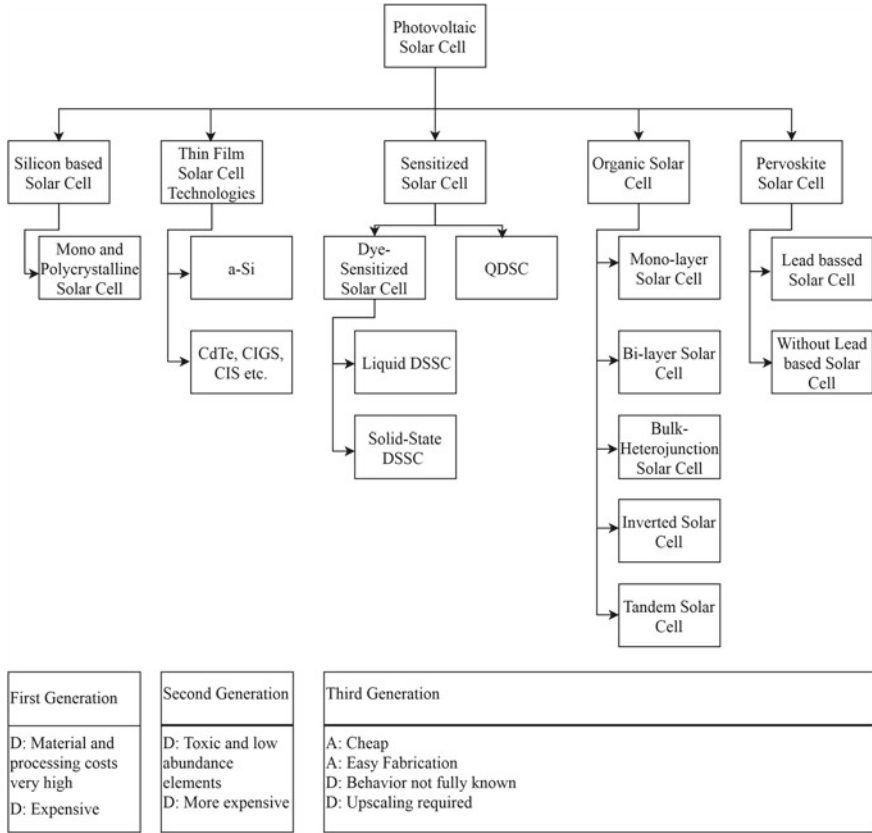 Photovoltaic
Solar Cell
Silicon based
Solar Cell
Thin Film
Solar Cell
Technologies
Sensitized
Solar Cell
Organic Solar
Cell
Pervoskite
Solar Cell
Mono and
Polycrystalline
Solar Cell
a-Si
CdTe, CIGS,
CIS etc.
Dye-
Sensitized
Solar Cell
QDSC
Liquid DSSC
Solid-State
DSSC
Mono-layer
Solar Cell
Bi-layer Solar
Cell
Bulk-
Heterojunction
Solar Cell
Inverted Solar
Cell
Tandem Solar
Cell
Lead bassed
Solar Cell
Without Lead
based Solar
Cell
First Generation
D: Material and
processing costs
very high
D: Expensive
Second Generation
D: Toxic and low
abundance
elements
D: More expensive
Third Generation
A: Cheap
A: Easy Fabrication
D: Behavior not fully known
D: Upscaling required